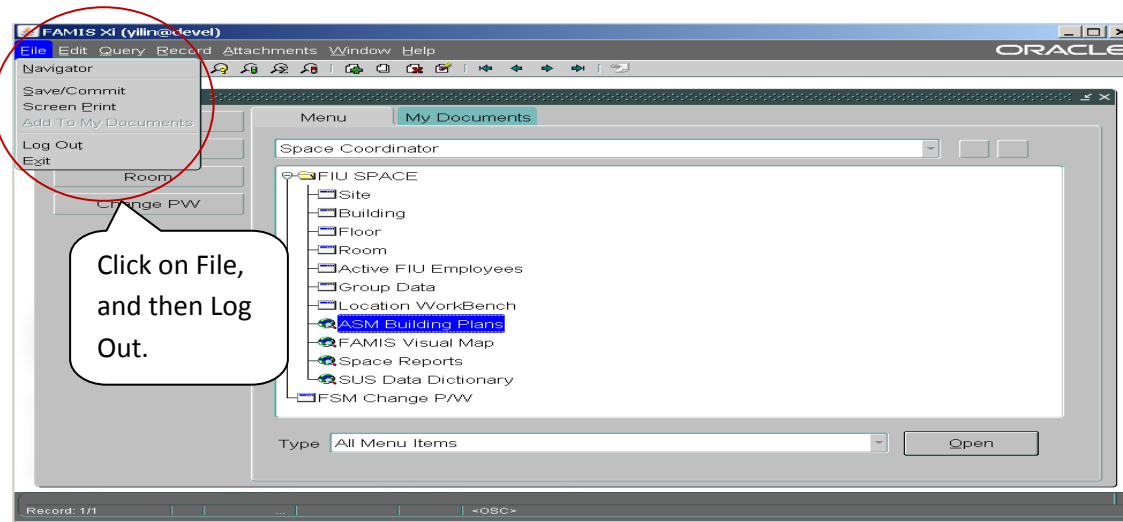 FAMIS Xi (yilin@devel)
File Edit Query Record Attachments Window Help
ORACLE
Navigator
Save/Commit
Screen Print
Add To My Documents
Log Out
Exit
Room
Change PW
Menu
My Documents
Space Coordinator
FIU SPACE
Site
Building
Floor
Room
Active FIU Employees
Group Data
Location WorkBench
ASM Building Plans
FAMIS Visual Map
Space Reports
SUS Data Dictionary
FSM Change P/W
Click on File,
and then Log
Out.
Type All Menu Items
Open
Record: 1/1 ... <OSC>